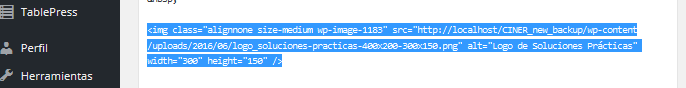 TablePress
&nbsp
Perfil
Herramientas
<img class="alignnone size-medium wp-image-1183" src="http://localhost/CINER_new_backup/wp-content
/uploads/2016/06/logo_soluciones-practicas-400x200-300x150.png" alt="Logo de Soluciones Prácticas"
width="300" height="150" />